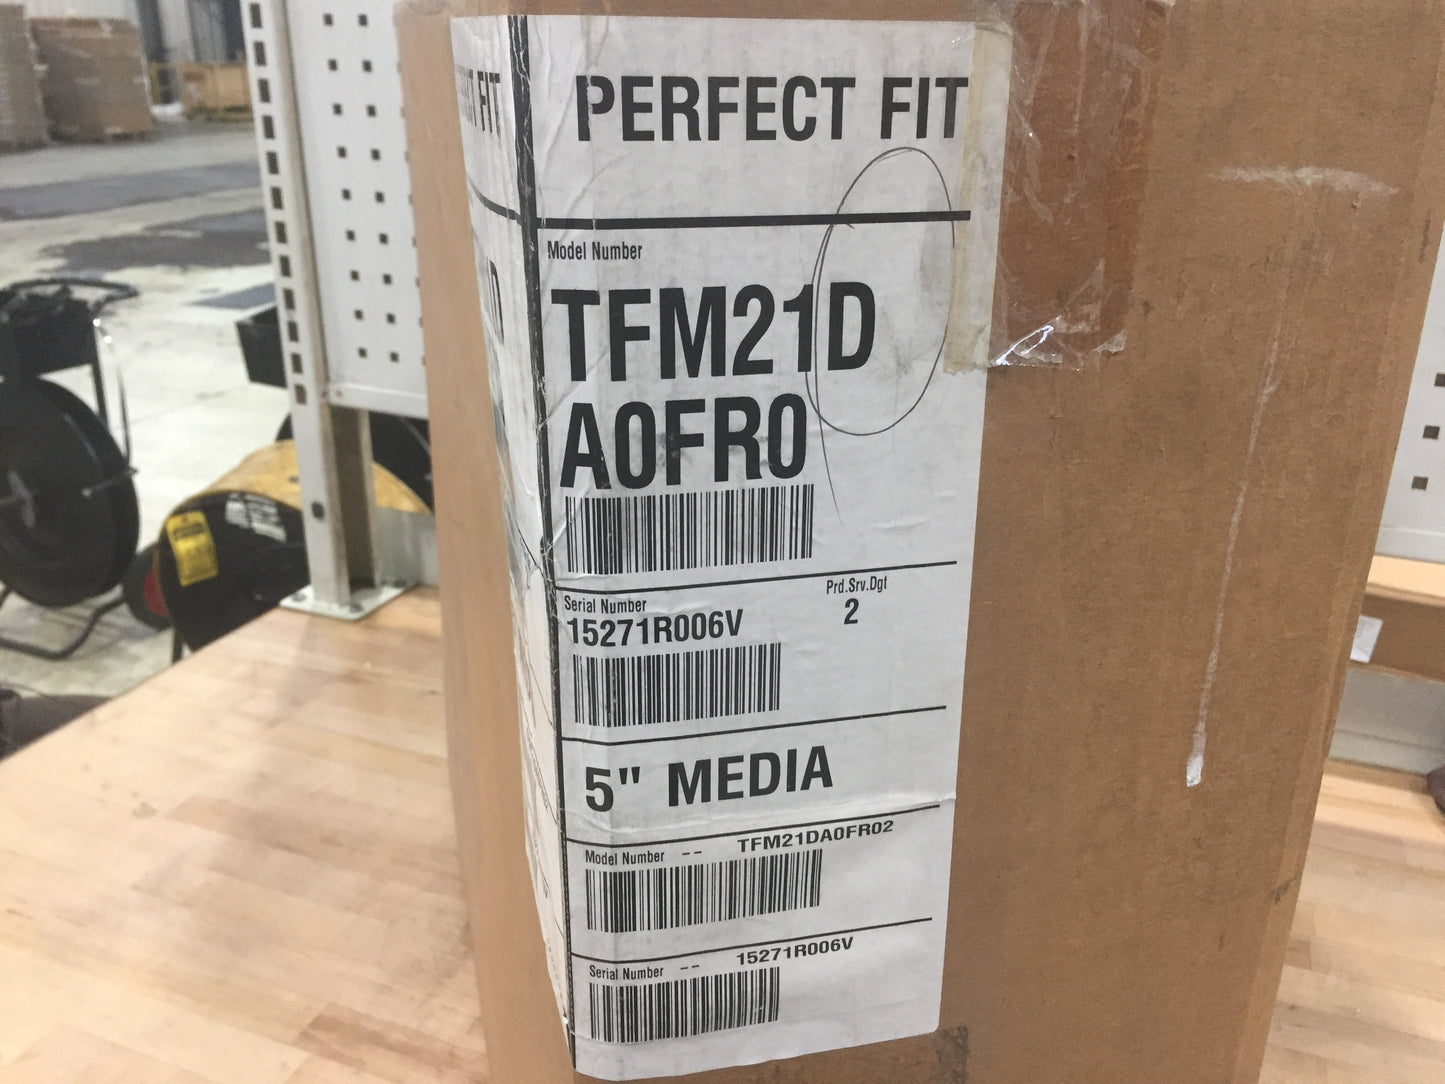 PERFECT FIT
Model Number
TFM21D
A0FR0
Serial Number
Prd.Srv.Dgt
15271R006V
2
5" MEDIA
Model Number -- TFM21DA0FR02
Serial Number -- 15271R006V
FIT